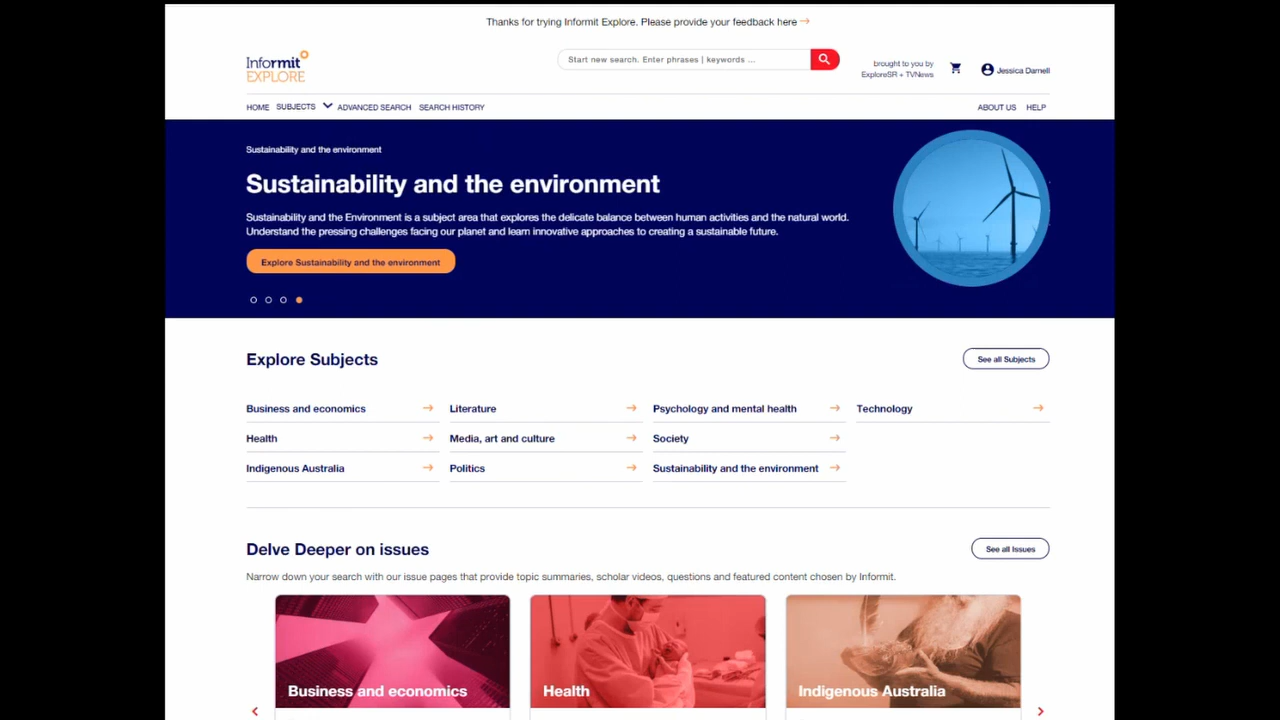 Thanks for trying Informit Explore. Please provide your feedback here →
Informit
EXPLORE
Start new search. Enter phrases | keywords ...
brought to you by
ExploreSR + TVNews
Jessica Darnell
HOME SUBJECTS ADVANCED SEARCH SEARCH HISTORY ABOUT US HELP
Sustainability and the environment
Sustainability and the environment
Sustainability and the Environment is a subject area that explores the delicate balance between human activities and the natural world.
Understand the pressing challenges facing our planet and learn innovative approaches to creating a sustainable future.
Explore Sustainability and the environment
Explore Subjects
See all Subjects
Business and economics → Literature → Psychology and mental health → Technology →
Health → Media, art and culture → Society →
Indigenous Australia → Politics → Sustainability and the environment →
Delve Deeper on issues
See all Issues
Narrow down your search with our issue pages that provide topic summaries, scholar videos, questions and featured content chosen by Informit.
Business and economics Health Indigenous Australia